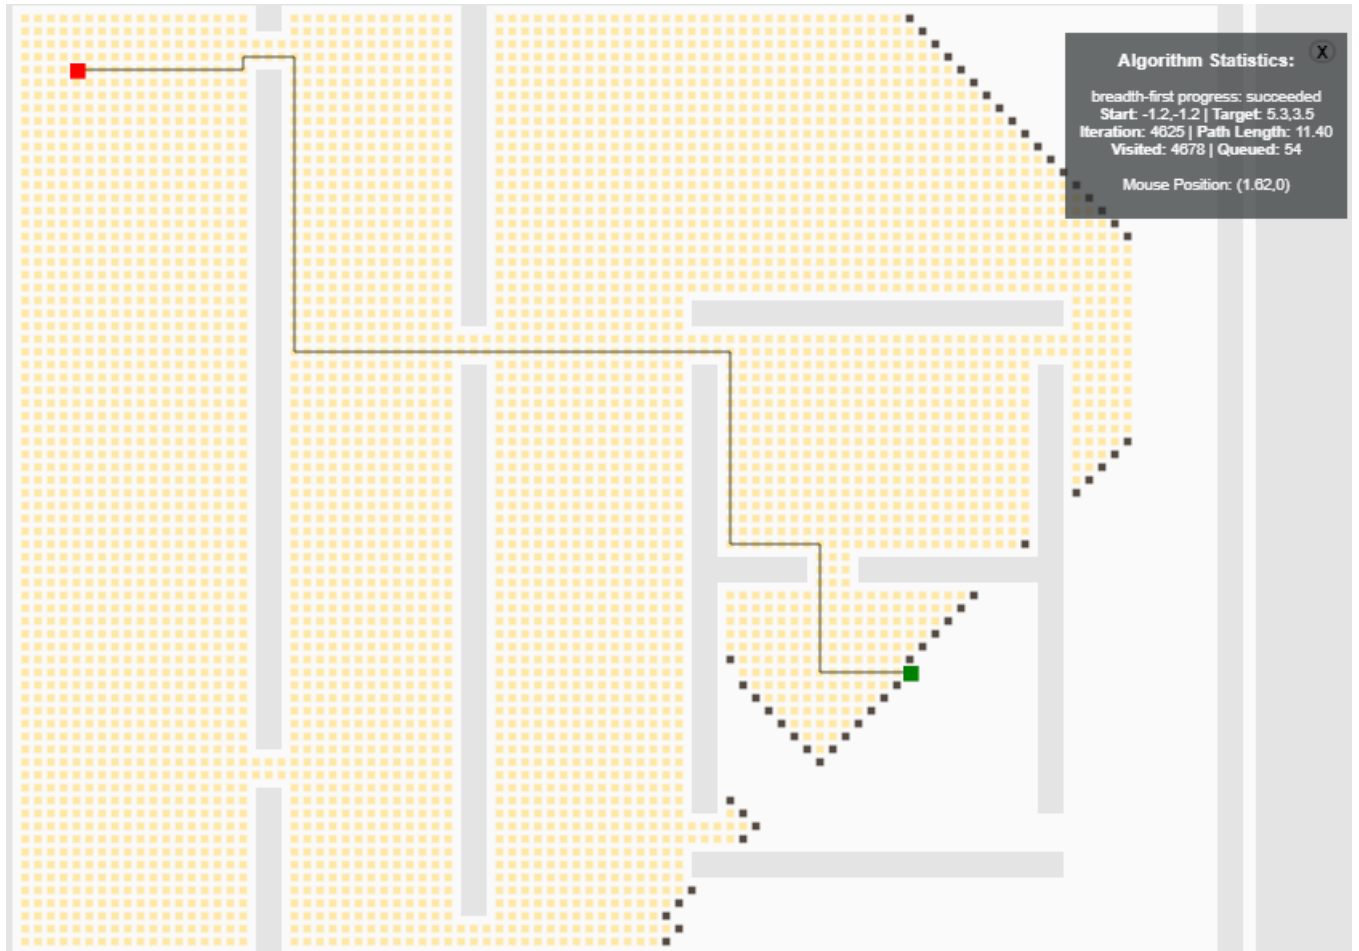 X
Algorithm Statistics:
breadth-first progress: succeeded
Start: -1.2,-1.2 | Target: 5.3,3.5
Iteration: 4625 | Path Length: 11.40
Visited: 4678 | Queued: 54
Mouse Position: (1.62,0)